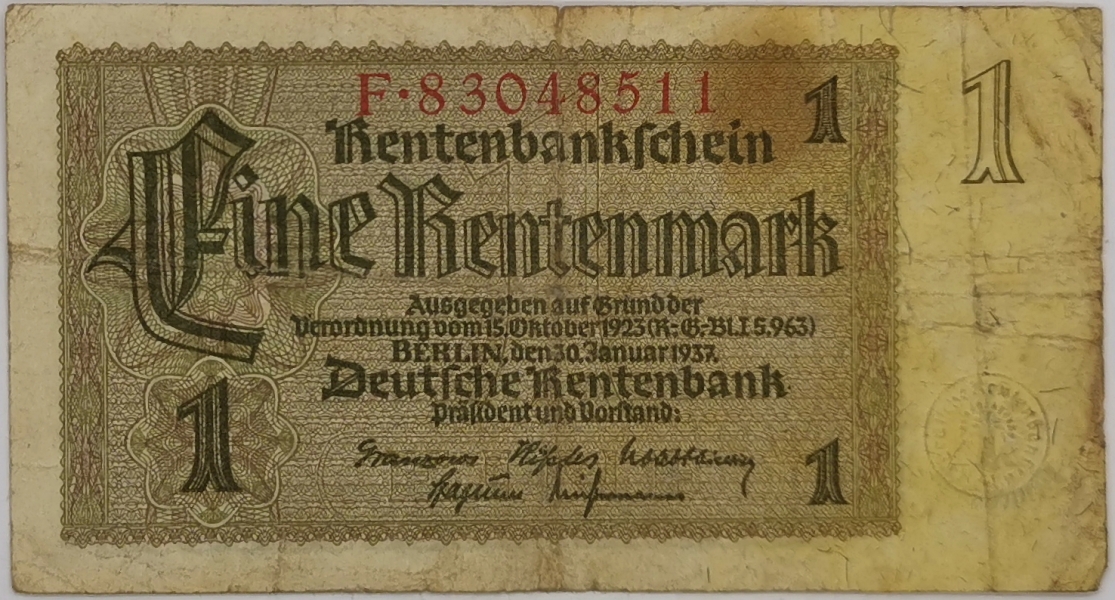 F·83048511
1
1
Rentenbankschein
Eine Rentenmark
Ausgegeben auf Grund der
Verordnung vom 15. Oktober 1923 (R.-G.-Bl. I S. 963)
BERLIN, den 30. Januar 1937.
Deutsche Rentenbank
Präsident und Vorstand:
1
1